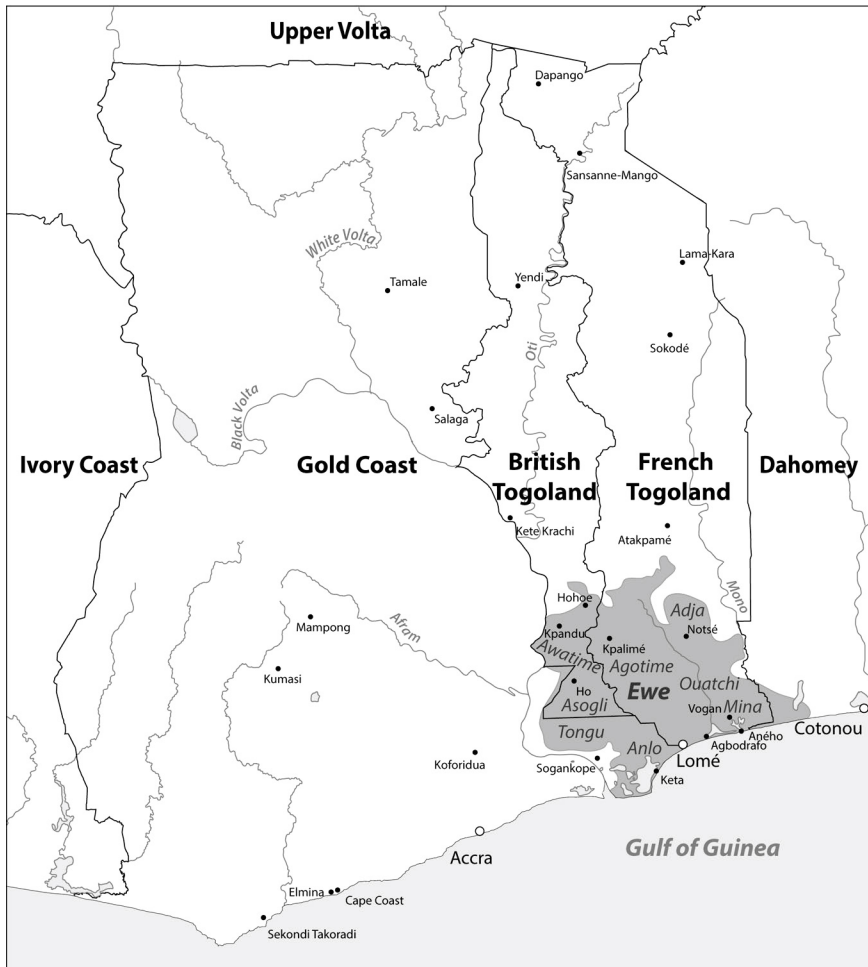 Upper Volta
Dapango
Sansanne-Mango
White Volta
Lama-Kara
Tamale
Yendi
Sokodé
Oti
Black Volta
Salaga
Ivory Coast
Gold Coast
British
Togoland
French
Togoland
Dahomey
Kete Krachi
Atakpamé
Mono
Hohoe
Adja
Mampong
Afram
Kpandu
Notsé
Awatime
Kpalimé
Agotime
Kumasi
Ho
Ewe
Ouatchi
Asogli
Vogan
Mina
Tongu
Cotonou
Aného
Agbodrafo
Anlo
Koforidua
Sogankope
Lomé
Keta
Gulf of Guinea
Accra
Elmina
Cape Coast
Sekondi Takoradi